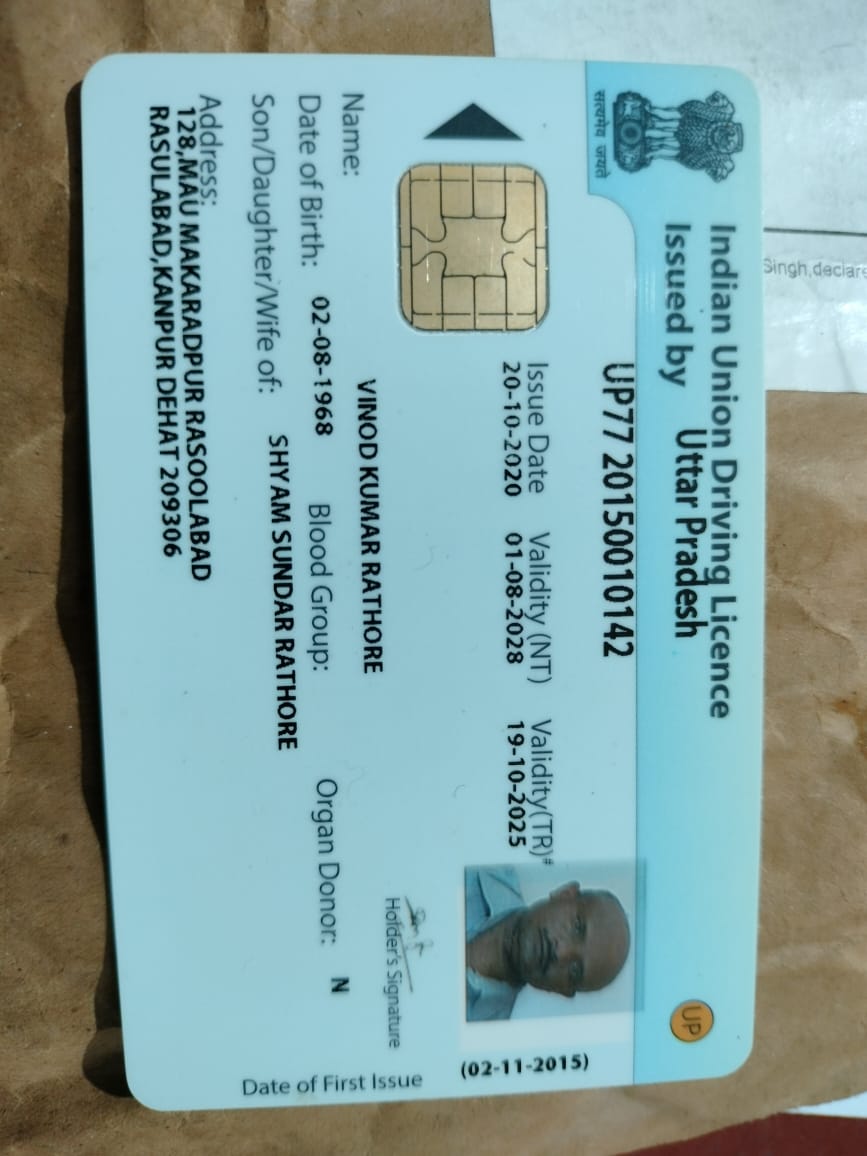 सत्यमेव जयते
Indian Union Driving Licence
Issued by Uttar Pradesh
UP
UP77 20150010142
Issue Date Validity (NT) Validity(TR)#
20-10-2020 01-08-2028 19-10-2025
(02-11-2015)
Holder's Signature
Date of First Issue
Name: VINOD KUMAR RATHORE
Date of Birth: 02-08-1968 Blood Group: Organ Donor: N
Son/Daughter/Wife of: SHYAM SUNDAR RATHORE
Address:
128,MAU MAKARADPUR RASOOLABAD
RASULABAD,KANPUR DEHAT 209306
Singh,declare